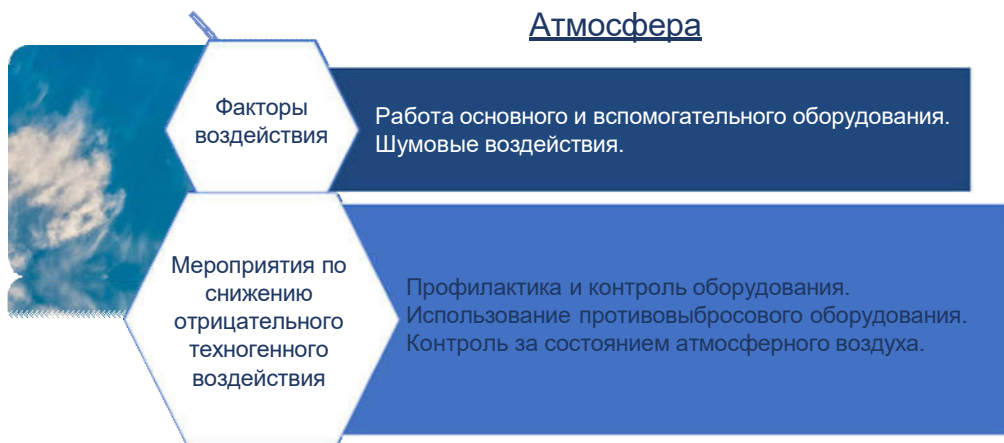 Атмосфера
Факторы
воздействия
Работа основного и вспомогательного оборудования.
Шумовые воздействия.
Мероприятия по
снижению
отрицательного
техногенного
воздействия
Профилактика и контроль оборудования.
Использование противовыбросового оборудования.
Контроль за состоянием атмосферного воздуха.